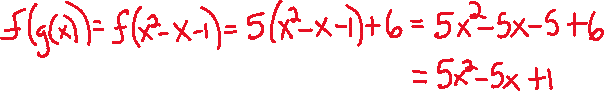 f(g(x)) = f(x²-x-1) = 5(x²-x-1)+6 = 5x²-5x-5+6
= 5x²-5x+1